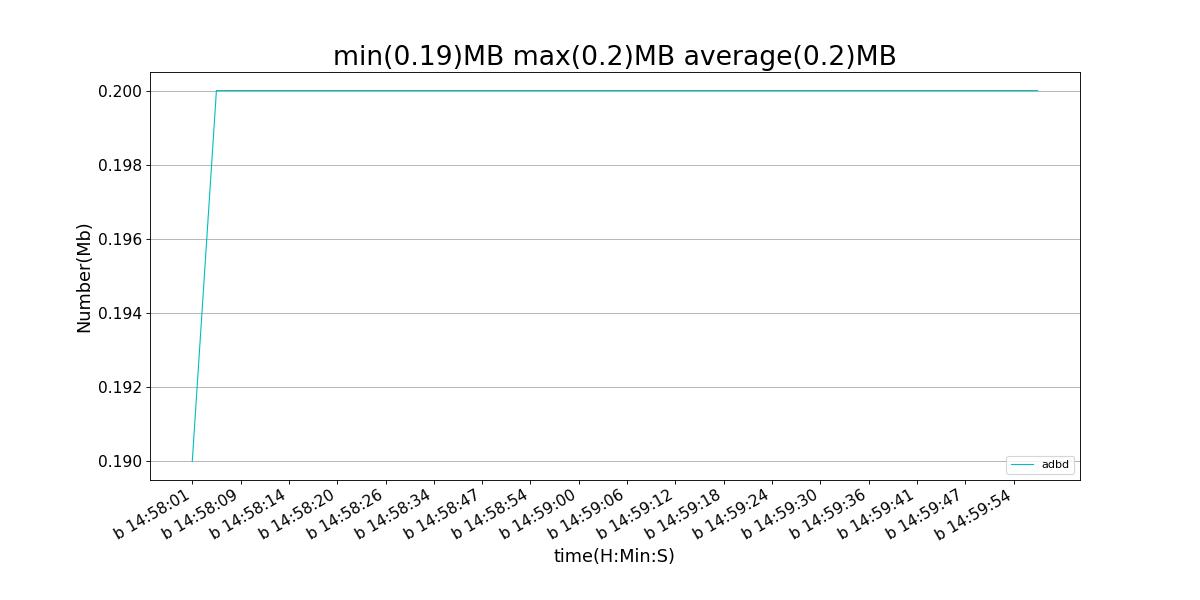 min(0.19)MB max(0.2)MB average(0.2)MB
Number(Mb)
0.200
0.198
0.196
0.194
0.192
0.190
adbd
b 14:58:01
b 14:58:09
b 14:58:14
b 14:58:20
b 14:58:26
b 14:58:34
b 14:58:47
b 14:58:54
b 14:59:00
b 14:59:06
b 14:59:12
b 14:59:18
b 14:59:24
b 14:59:30
b 14:59:36
b 14:59:41
b 14:59:47
b 14:59:54
time(H:Min:S)